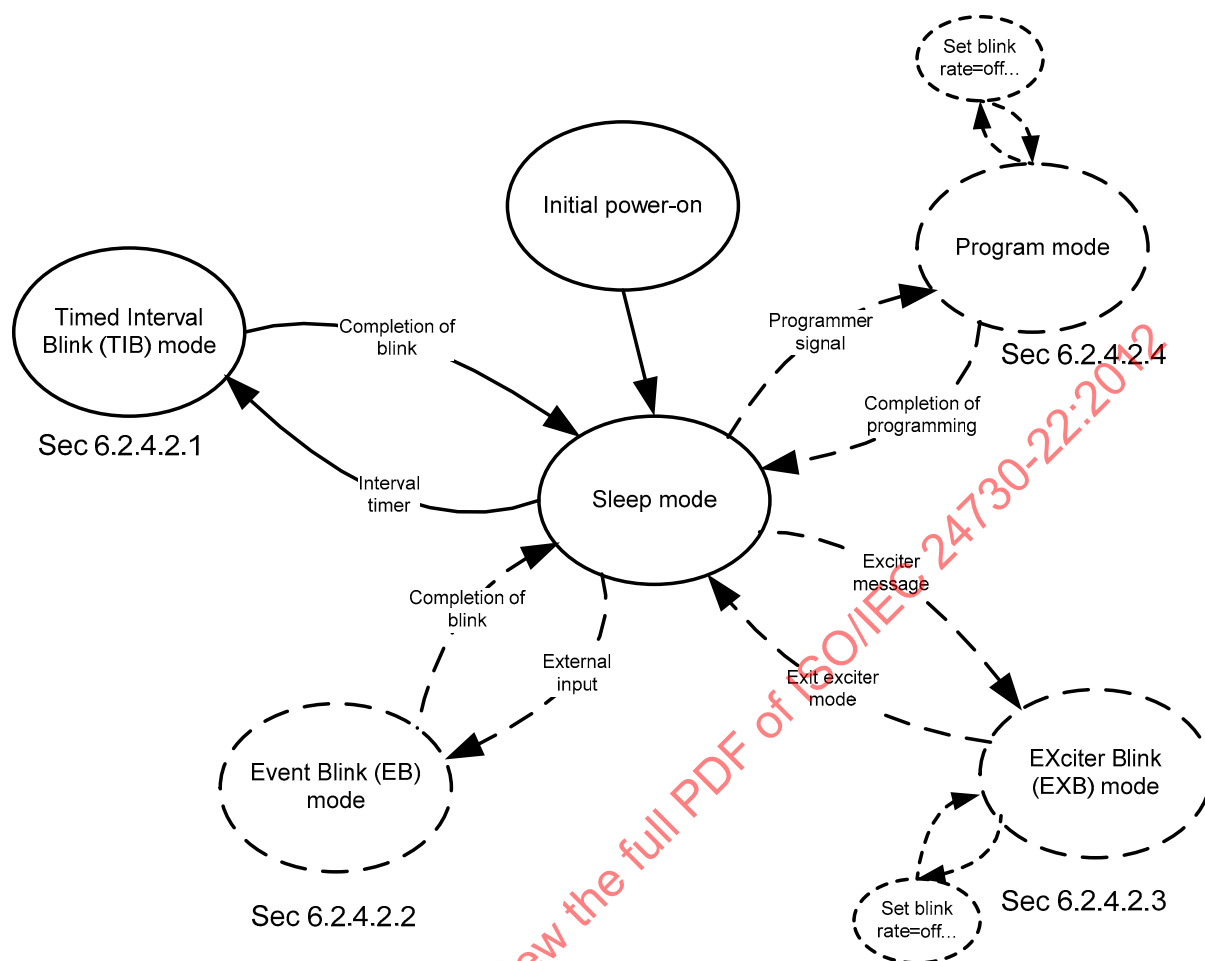 Set blink
rate=off...
Initial power-on
Program mode
Sec 6.2.4.2.4
Timed Interval
Blink (TIB) mode
Sec 6.2.4.2.1
Completion of
blink
Programmer
signal
Completion of
programming
Interval
timer
Sleep mode
Exciter
message
Completion of
blink
External
input
Exit exciter
mode
Event Blink (EB)
mode
Sec 6.2.4.2.2
EXciter Blink
(EXB) mode
Sec 6.2.4.2.3
Set blink
rate=off...
ew the full PDF of ISO/IEC 24730-22:2012